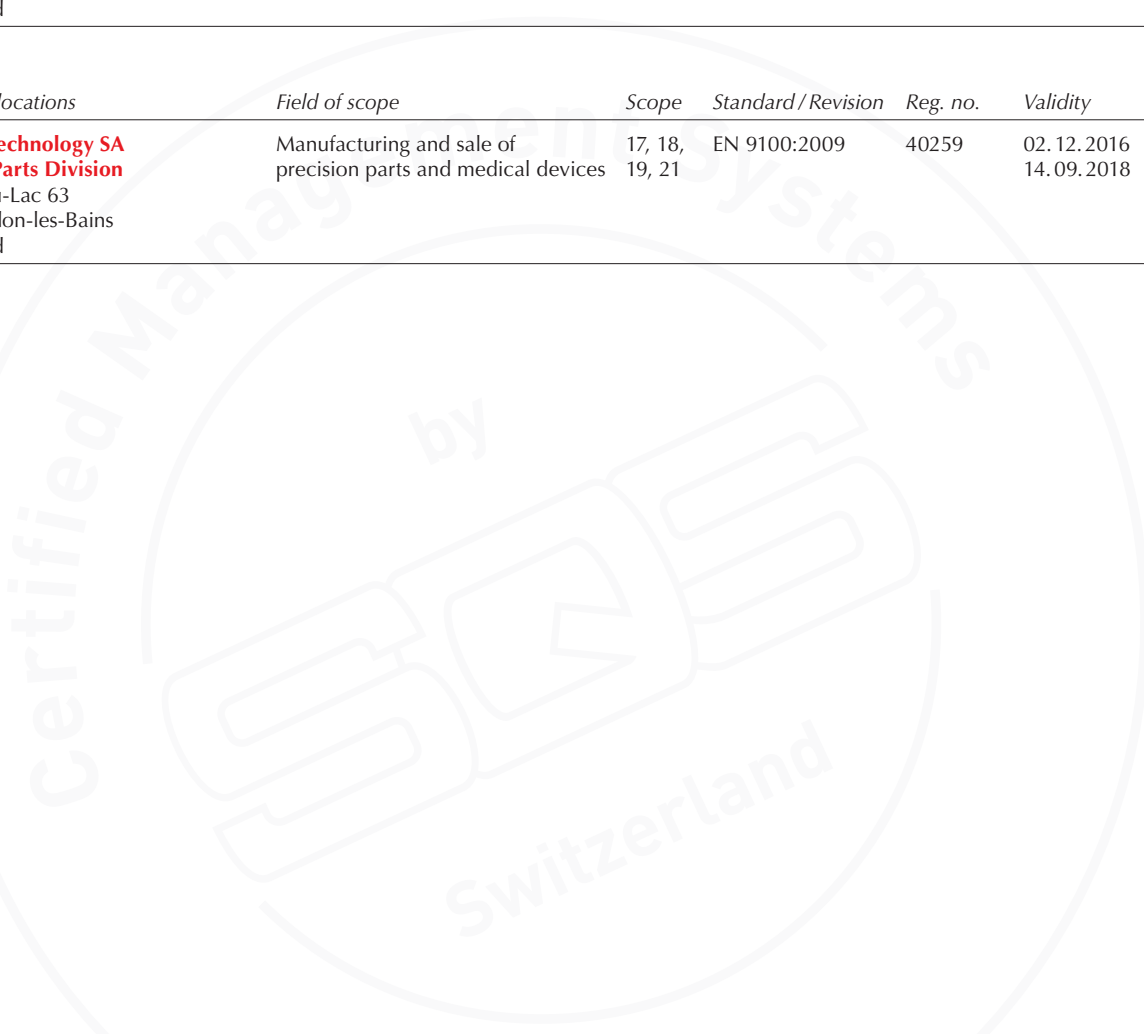 d
locations Field of scope Scope Standard / Revision Reg. no. Validity
echnology SA Manufacturing and sale of 17, 18, EN 9100:2009 40259 02. 12. 2016
Parts Division precision parts and medical devices 19, 21 14. 09. 2018
-Lac 63
don-les-Bains
d
Certified Management Systems
by
SQS
Switzerland